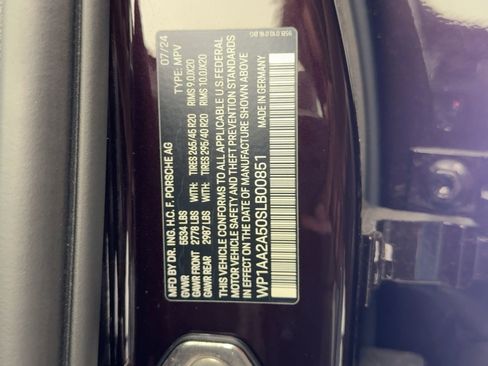 MFD BY DR. ING. H.C. F. PORSCHE AG 07/24
GVWR 5534 LBS TYPE: MPV
GAWR FRONT 2778 LBS WITH TIRES 265/45 R20 RIMS 9.0JX20
GAWR REAR 2987 LBS WITH TIRES 295/40 R20 RIMS 10.0JX20
THIS VEHICLE CONFORMS TO ALL APPLICABLE U.S. FEDERAL
MOTOR VEHICLE SAFETY AND THEFT PREVENTION STANDARDS
IN EFFECT ON THE DATE OF MANUFACTURE SHOWN ABOVE
WP1AA2A50SLB00851 MADE IN GERMANY